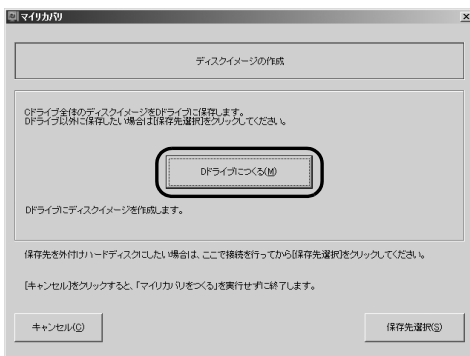 マイリカバリ
ディスクイメージの作成
Cドライブ全体のディスクイメージをDドライブに保存します。
Dドライブ以外に保存したい場合は[保存先選択]をクリックしてください。
Dドライブにつくる(M)
Dドライブにディスクイメージを作成します。
保存先を外付けハードディスクにしたい場合は、ここで接続を行ってから[保存先選択]をクリックしてください。
[キャンセル]をクリックすると、「マイリカバリをつくる」を実行せずに終了します。
キャンセル(C)
保存先選択(S)